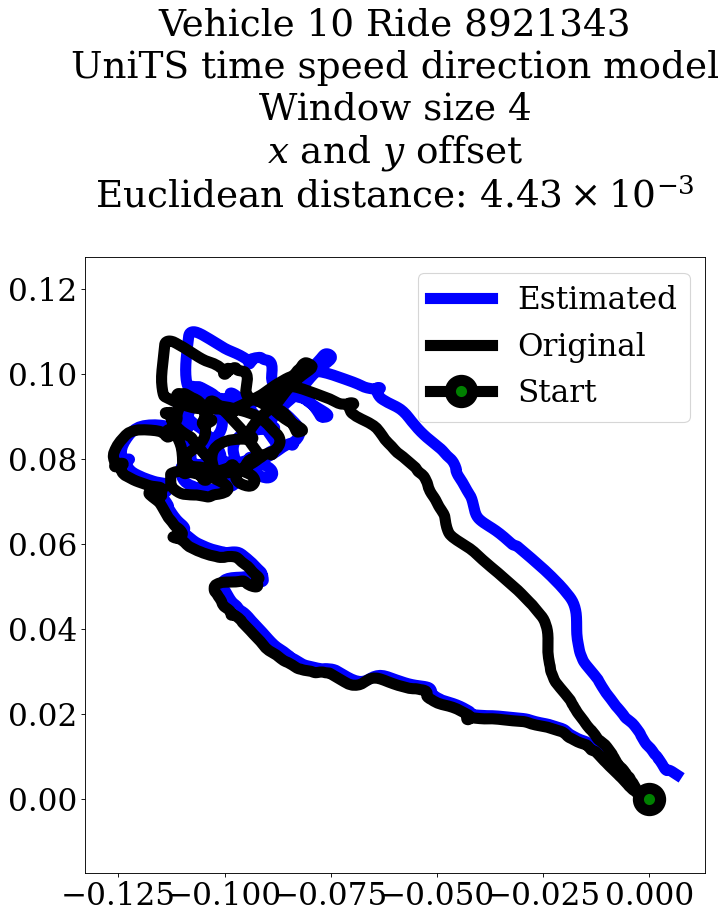 Vehicle 10 Ride 8921343
UniTS time speed direction model
Window size 4
x and y offset
Euclidean distance: 4.43 × 10⁻³
Estimated
Original
Start
0.12
0.10
0.08
0.06
0.04
0.02
0.00
−0.125 −0.100 −0.075 −0.050 −0.025 0.000